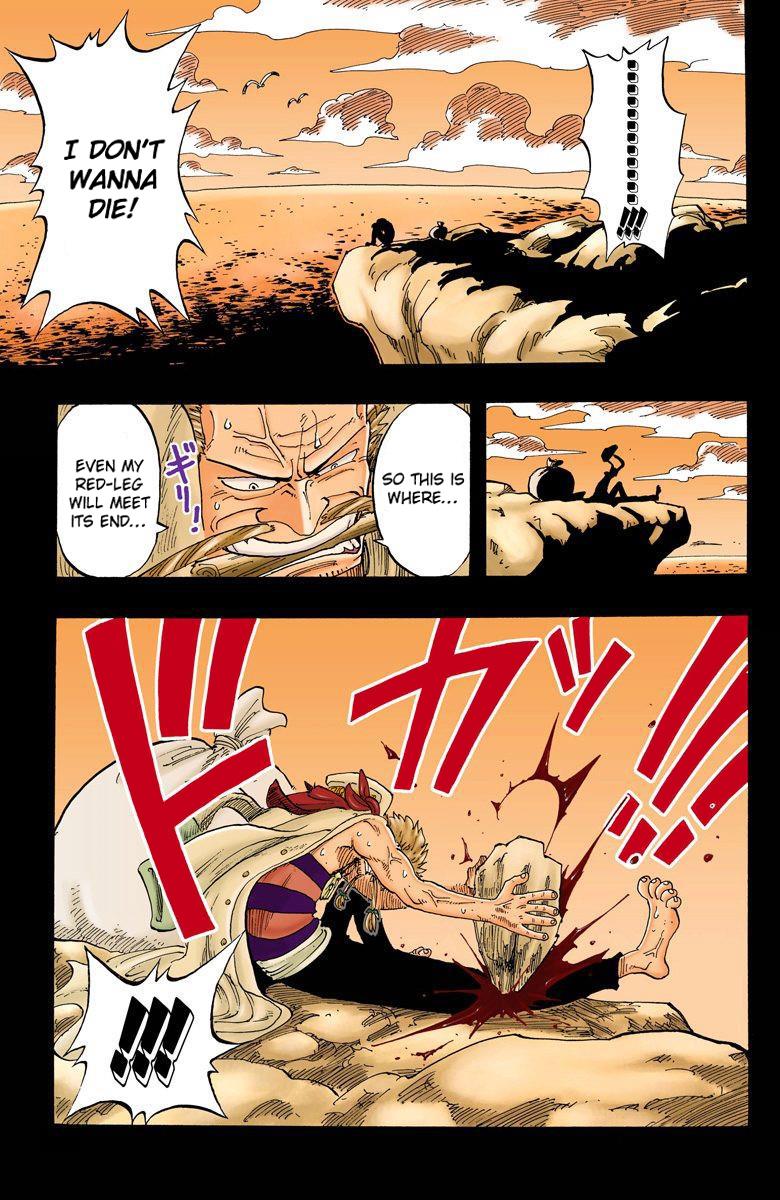 !!!
I DON'T
WANNA
DIE!
SO THIS IS
WHERE...
EVEN MY
RED-LEG
WILL MEET
ITS END...
ギリ!
ドカッ!!
!!!
!!!